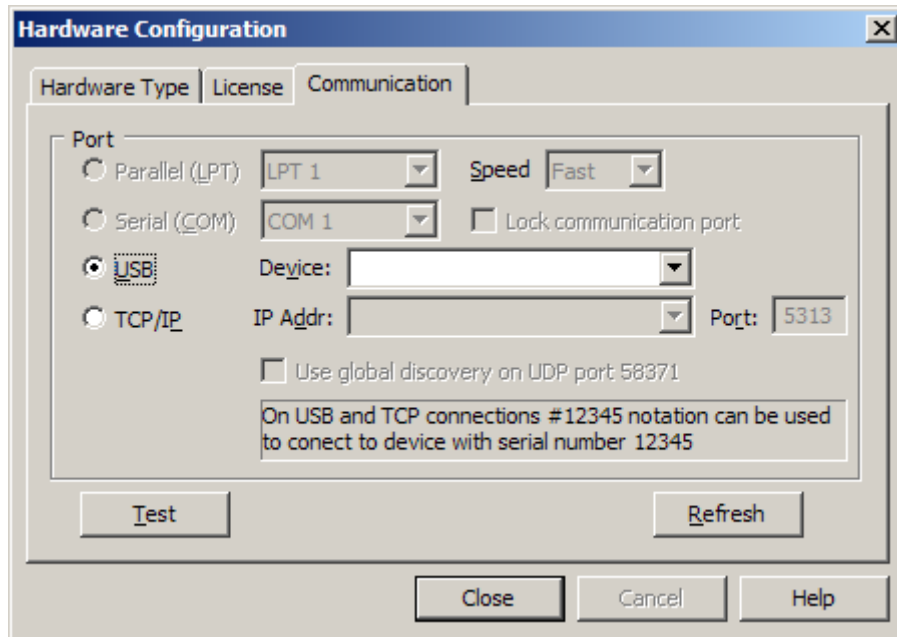 Hardware Configuration
Hardware Type License Communication
Port
Parallel (LPT) LPT 1 Speed Fast
Serial (COM) COM 1 Lock communication port
USB Device:
TCP/IP IP Addr: Port: 5313
Use global discovery on UDP port 58371
On USB and TCP connections #12345 notation can be used
to conect to device with serial number 12345
Test Refresh
Close Cancel Help